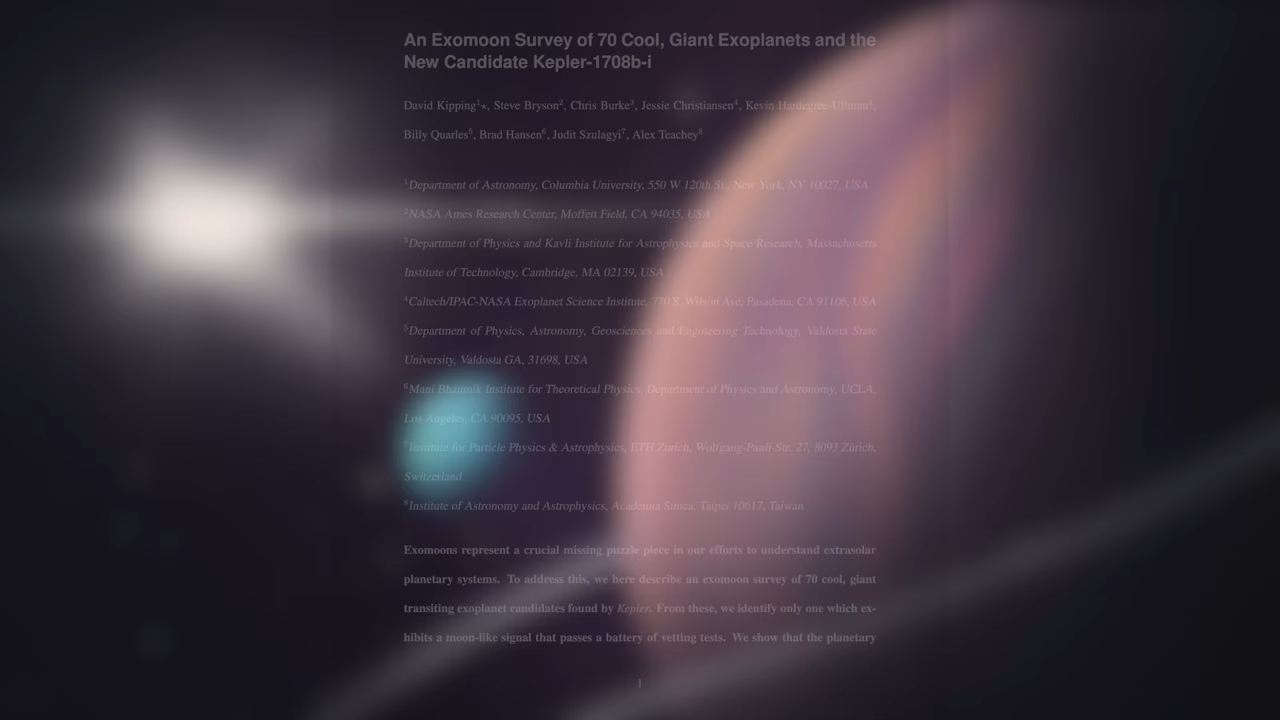 An Exomoon Survey of 70 Cool, Giant Exoplanets and the
New Candidate Kepler-1708b-i
David Kipping1⋆, Steve Bryson2, Chris Burke3, Jessie Christiansen4, Kevin Hardegree-Ullman4,
Billy Quarles5, Brad Hansen6, Judit Szulagyi7, Alex Teachey8
1Department of Astronomy, Columbia University, 550 W 120th St., New York, NY 10027, USA
2NASA Ames Research Center, Moffett Field, CA 94035, USA
3Department of Physics and Kavli Institute for Astrophysics and Space Research, Massachusetts
Institute of Technology, Cambridge, MA 02139, USA
4Caltech/IPAC-NASA Exoplanet Science Institute, 770 S. Wilson Ave, Pasadena, CA 91106, USA
5Department of Physics, Astronomy, Geosciences and Engineering Technology, Valdosta State
University, Valdosta GA, 31698, USA
6Mani Bhaumik Institute for Theoretical Physics, Department of Physics and Astronomy, UCLA,
Los Angeles, CA 90095, USA
7Institute for Particle Physics & Astrophysics, ETH Zurich, Wolfgang-Pauli-Str. 27, 8093 Zürich,
Switzerland
8Institute of Astronomy and Astrophysics, Academia Sinica, Taipei 10617, Taiwan
Exomoons represent a crucial missing puzzle piece in our efforts to understand extrasolar
planetary systems. To address this, we here describe an exomoon survey of 70 cool, giant
transiting exoplanet candidates found by Kepler. From these, we identify only one which ex-
hibits a moon-like signal that passes a battery of vetting tests. We show that the planetary
1